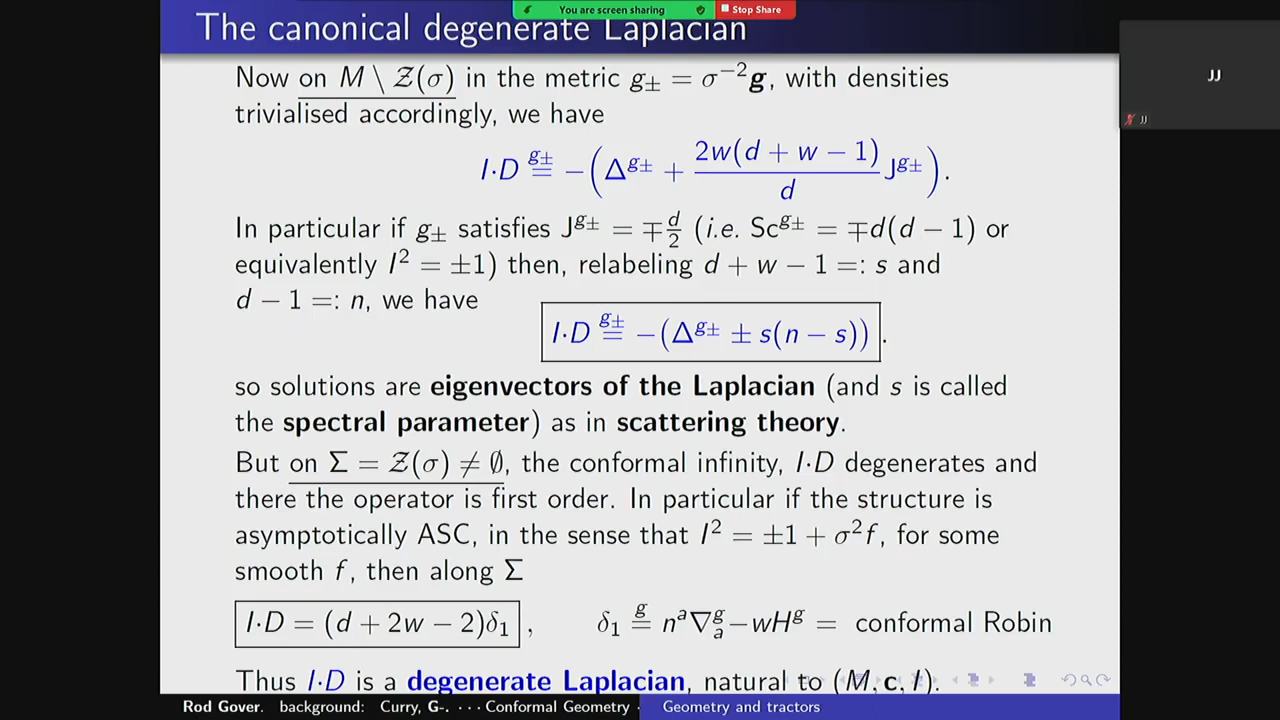 You are screen sharing
Stop Share
The canonical degenerate Laplacian
JJ
JJ
Now on M \ 𝒵(σ) in the metric g± = σ⁻²𝒈, with densities
trivialised accordingly, we have
I·D g±= −(Δ^{g±} + 2w(d + w − 1)/d J^{g±}).
In particular if g± satisfies J^{g±} = ∓d/2 (i.e. Sc^{g±} = ∓d(d − 1) or
equivalently I² = ±1) then, relabeling d + w − 1 =: s and
d − 1 =: n, we have
I·D g±= −(Δ^{g±} ± s(n − s)).
so solutions are eigenvectors of the Laplacian (and s is called
the spectral parameter) as in scattering theory.
But on Σ = 𝒵(σ) ≠ ∅, the conformal infinity, I·D degenerates and
there the operator is first order. In particular if the structure is
asymptotically ASC, in the sense that I² = ±1 + σ²f, for some
smooth f, then along Σ
I·D = (d + 2w − 2)δ₁ , δ₁ g= nᵃ∇ₐᵍ − wHᵍ = conformal Robin
Thus I·D is a degenerate Laplacian, natural to (M, c, I).
Rod Gover. background: Curry, G-. · · · Conformal Geometry · Geometry and tractors